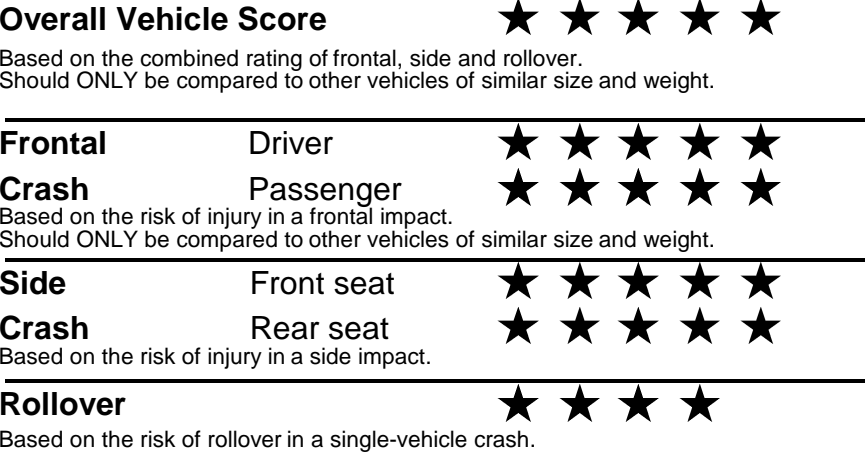 Overall Vehicle Score ★ ★ ★ ★ ★
Based on the combined rating of frontal, side and rollover.
Should ONLY be compared to other vehicles of similar size and weight.
Frontal Driver ★ ★ ★ ★ ★
Crash Passenger ★ ★ ★ ★ ★
Based on the risk of injury in a frontal impact.
Should ONLY be compared to other vehicles of similar size and weight.
Side Front seat ★ ★ ★ ★ ★
Crash Rear seat ★ ★ ★ ★ ★
Based on the risk of injury in a side impact.
Rollover ★ ★ ★ ★
Based on the risk of rollover in a single-vehicle crash.